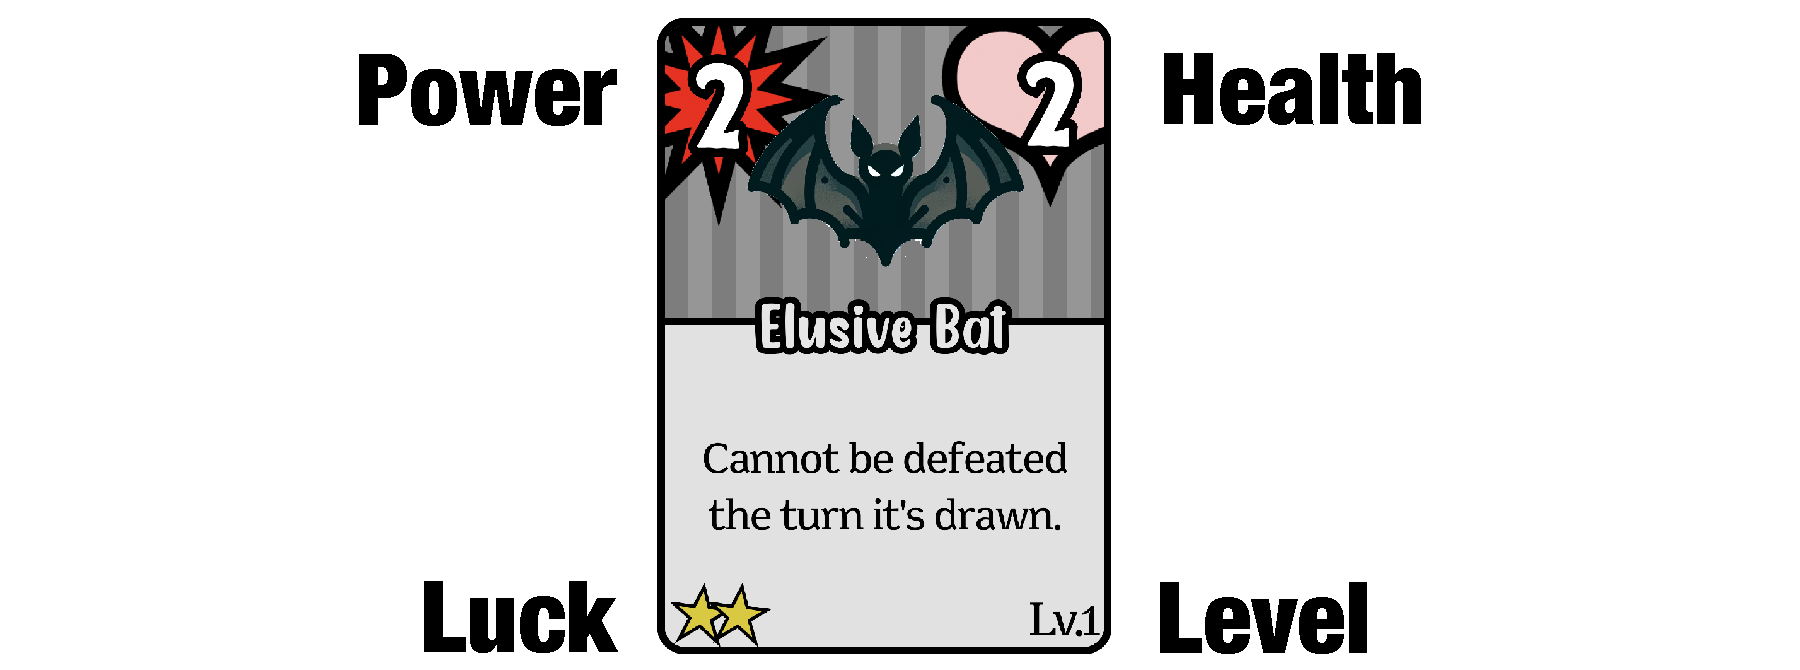 Power
2
2
Health
Elusive Bat
Cannot be defeated
the turn it's drawn.
Luck
Lv.1
Level